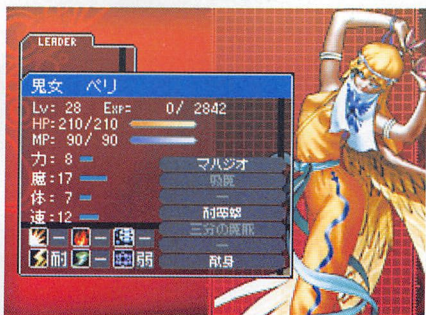 LEADER
鬼女 ペリ
Lv: 28 Exp: 0/ 2842
HP:210/210
MP: 90/ 90
力: 8
魔:17
体: 7
速:12
マハジオ
吸魔
—
耐電撃
三分の魔脈
—
献身
— — —
耐 — 弱